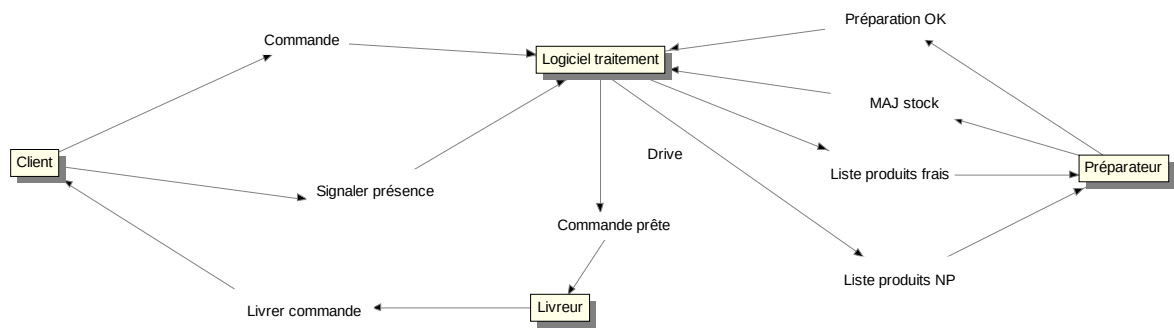 Préparation OK
Commande
Logiciel traitement
MAJ stock
Drive
Client
Préparateur
Liste produits frais
Signaler présence
Commande prête
Liste produits NP
Livreur
Livrer commande